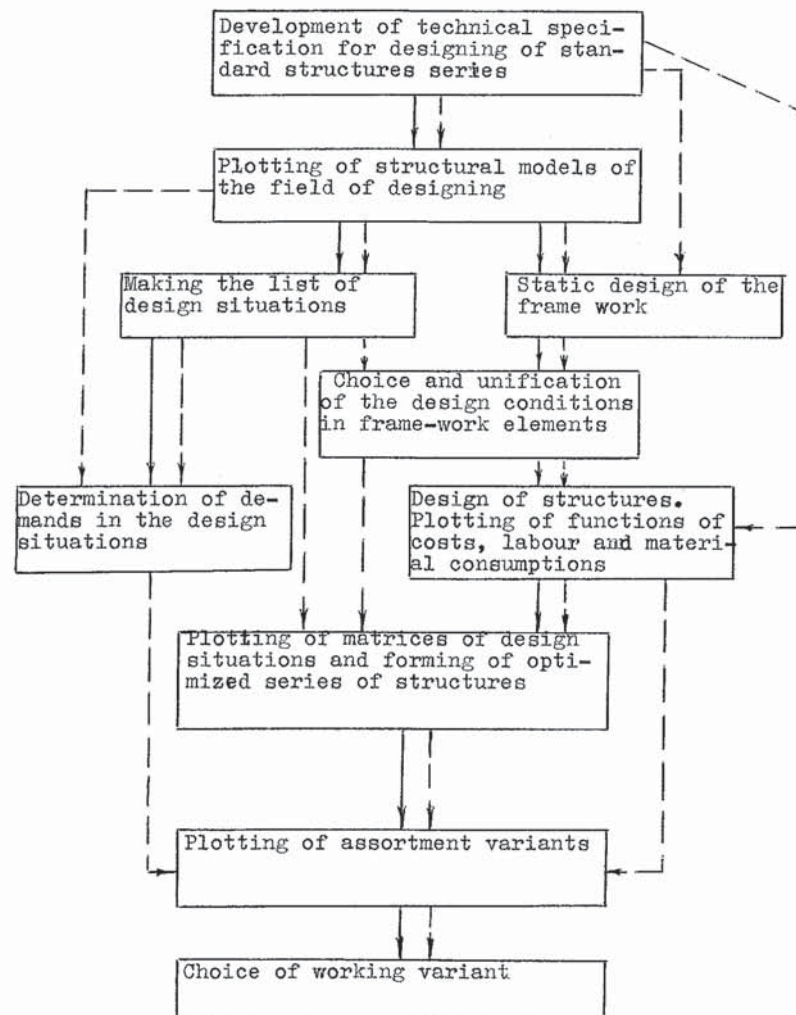 Development of technical speci-
fication for designing of stan-
dard structures series
Plotting of structural models of
the field of designing
Making the list of
design situations
Static design of the
frame work
Choice and unification
of the design conditions
in frame-work elements
Determination of de-
mands in the design
situations
Design of structures.
Plotting of functions of
costs, labour and materi-
al consumptions
Plotting of matrices of design
situations and forming of opti-
mized series of structures
Plotting of assortment variants
Choice of working variant